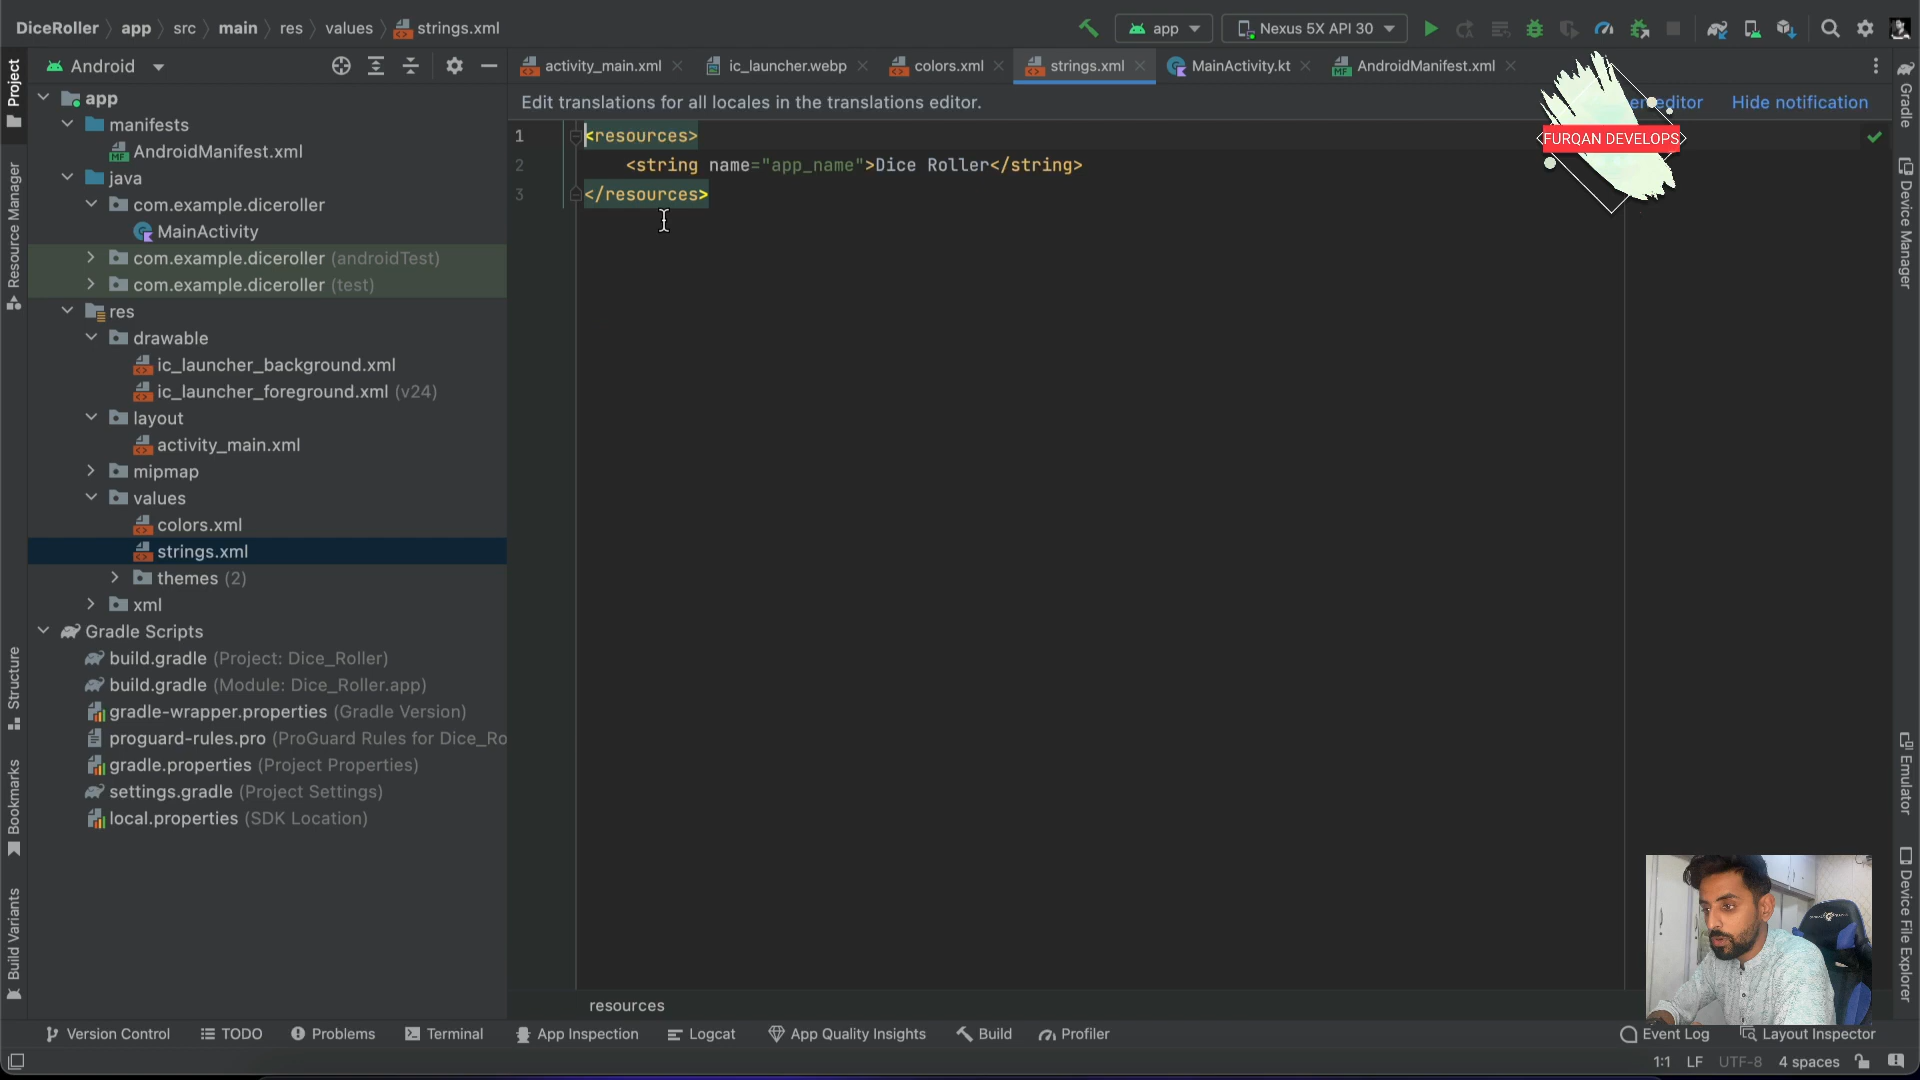 DiceRoller app src main res values strings.xml
app Nexus 5X API 30
Android
activity_main.xml ic_launcher.webp colors.xml strings.xml MainActivity.kt AndroidManifest.xml
Edit translations for all locales in the translations editor.
editor Hide notification
FURQAN DEVELOPS
Project
Resource Manager
Structure
Bookmarks
Build Variants
app
manifests
AndroidManifest.xml
java
com.example.diceroller
MainActivity
com.example.diceroller (androidTest)
com.example.diceroller (test)
res
drawable
ic_launcher_background.xml
ic_launcher_foreground.xml (v24)
layout
activity_main.xml
mipmap
values
colors.xml
strings.xml
themes (2)
xml
Gradle Scripts
build.gradle (Project: Dice_Roller)
build.gradle (Module: Dice_Roller.app)
gradle-wrapper.properties (Gradle Version)
proguard-rules.pro (ProGuard Rules for Dice_Ro
gradle.properties (Project Properties)
settings.gradle (Project Settings)
local.properties (SDK Location)
1 <resources>
2 <string name="app_name">Dice Roller</string>
3 </resources>
Gradle
Device Manager
Emulator
Device File Explorer
resources
Version Control TODO Problems Terminal App Inspection Logcat App Quality Insights Build Profiler Event Log Layout Inspector
1:1 LF UTF-8 4 spaces